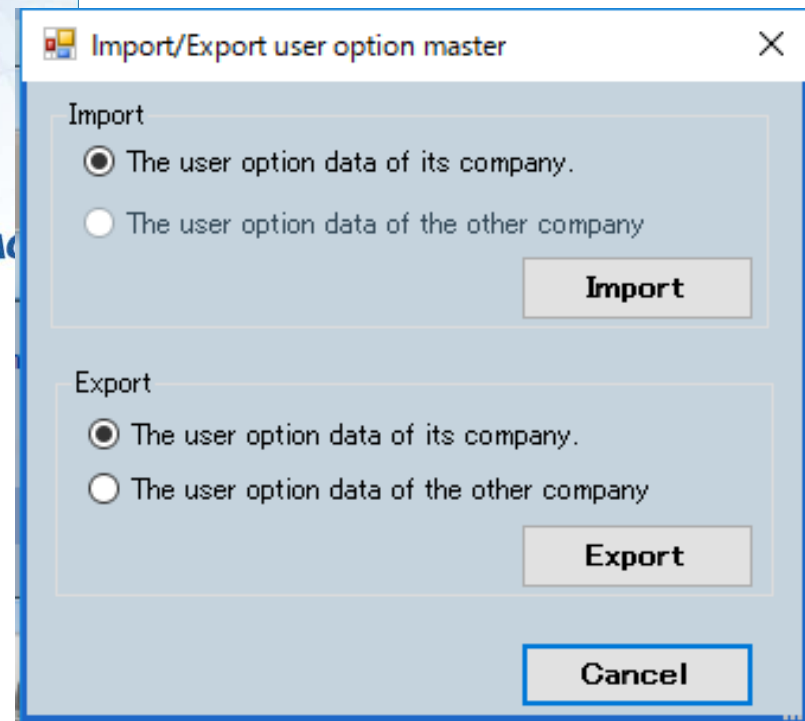 Import/Export user option master
Import
The user option data of its company.
The user option data of the other company
Import
Export
The user option data of its company.
The user option data of the other company
Export
Cancel